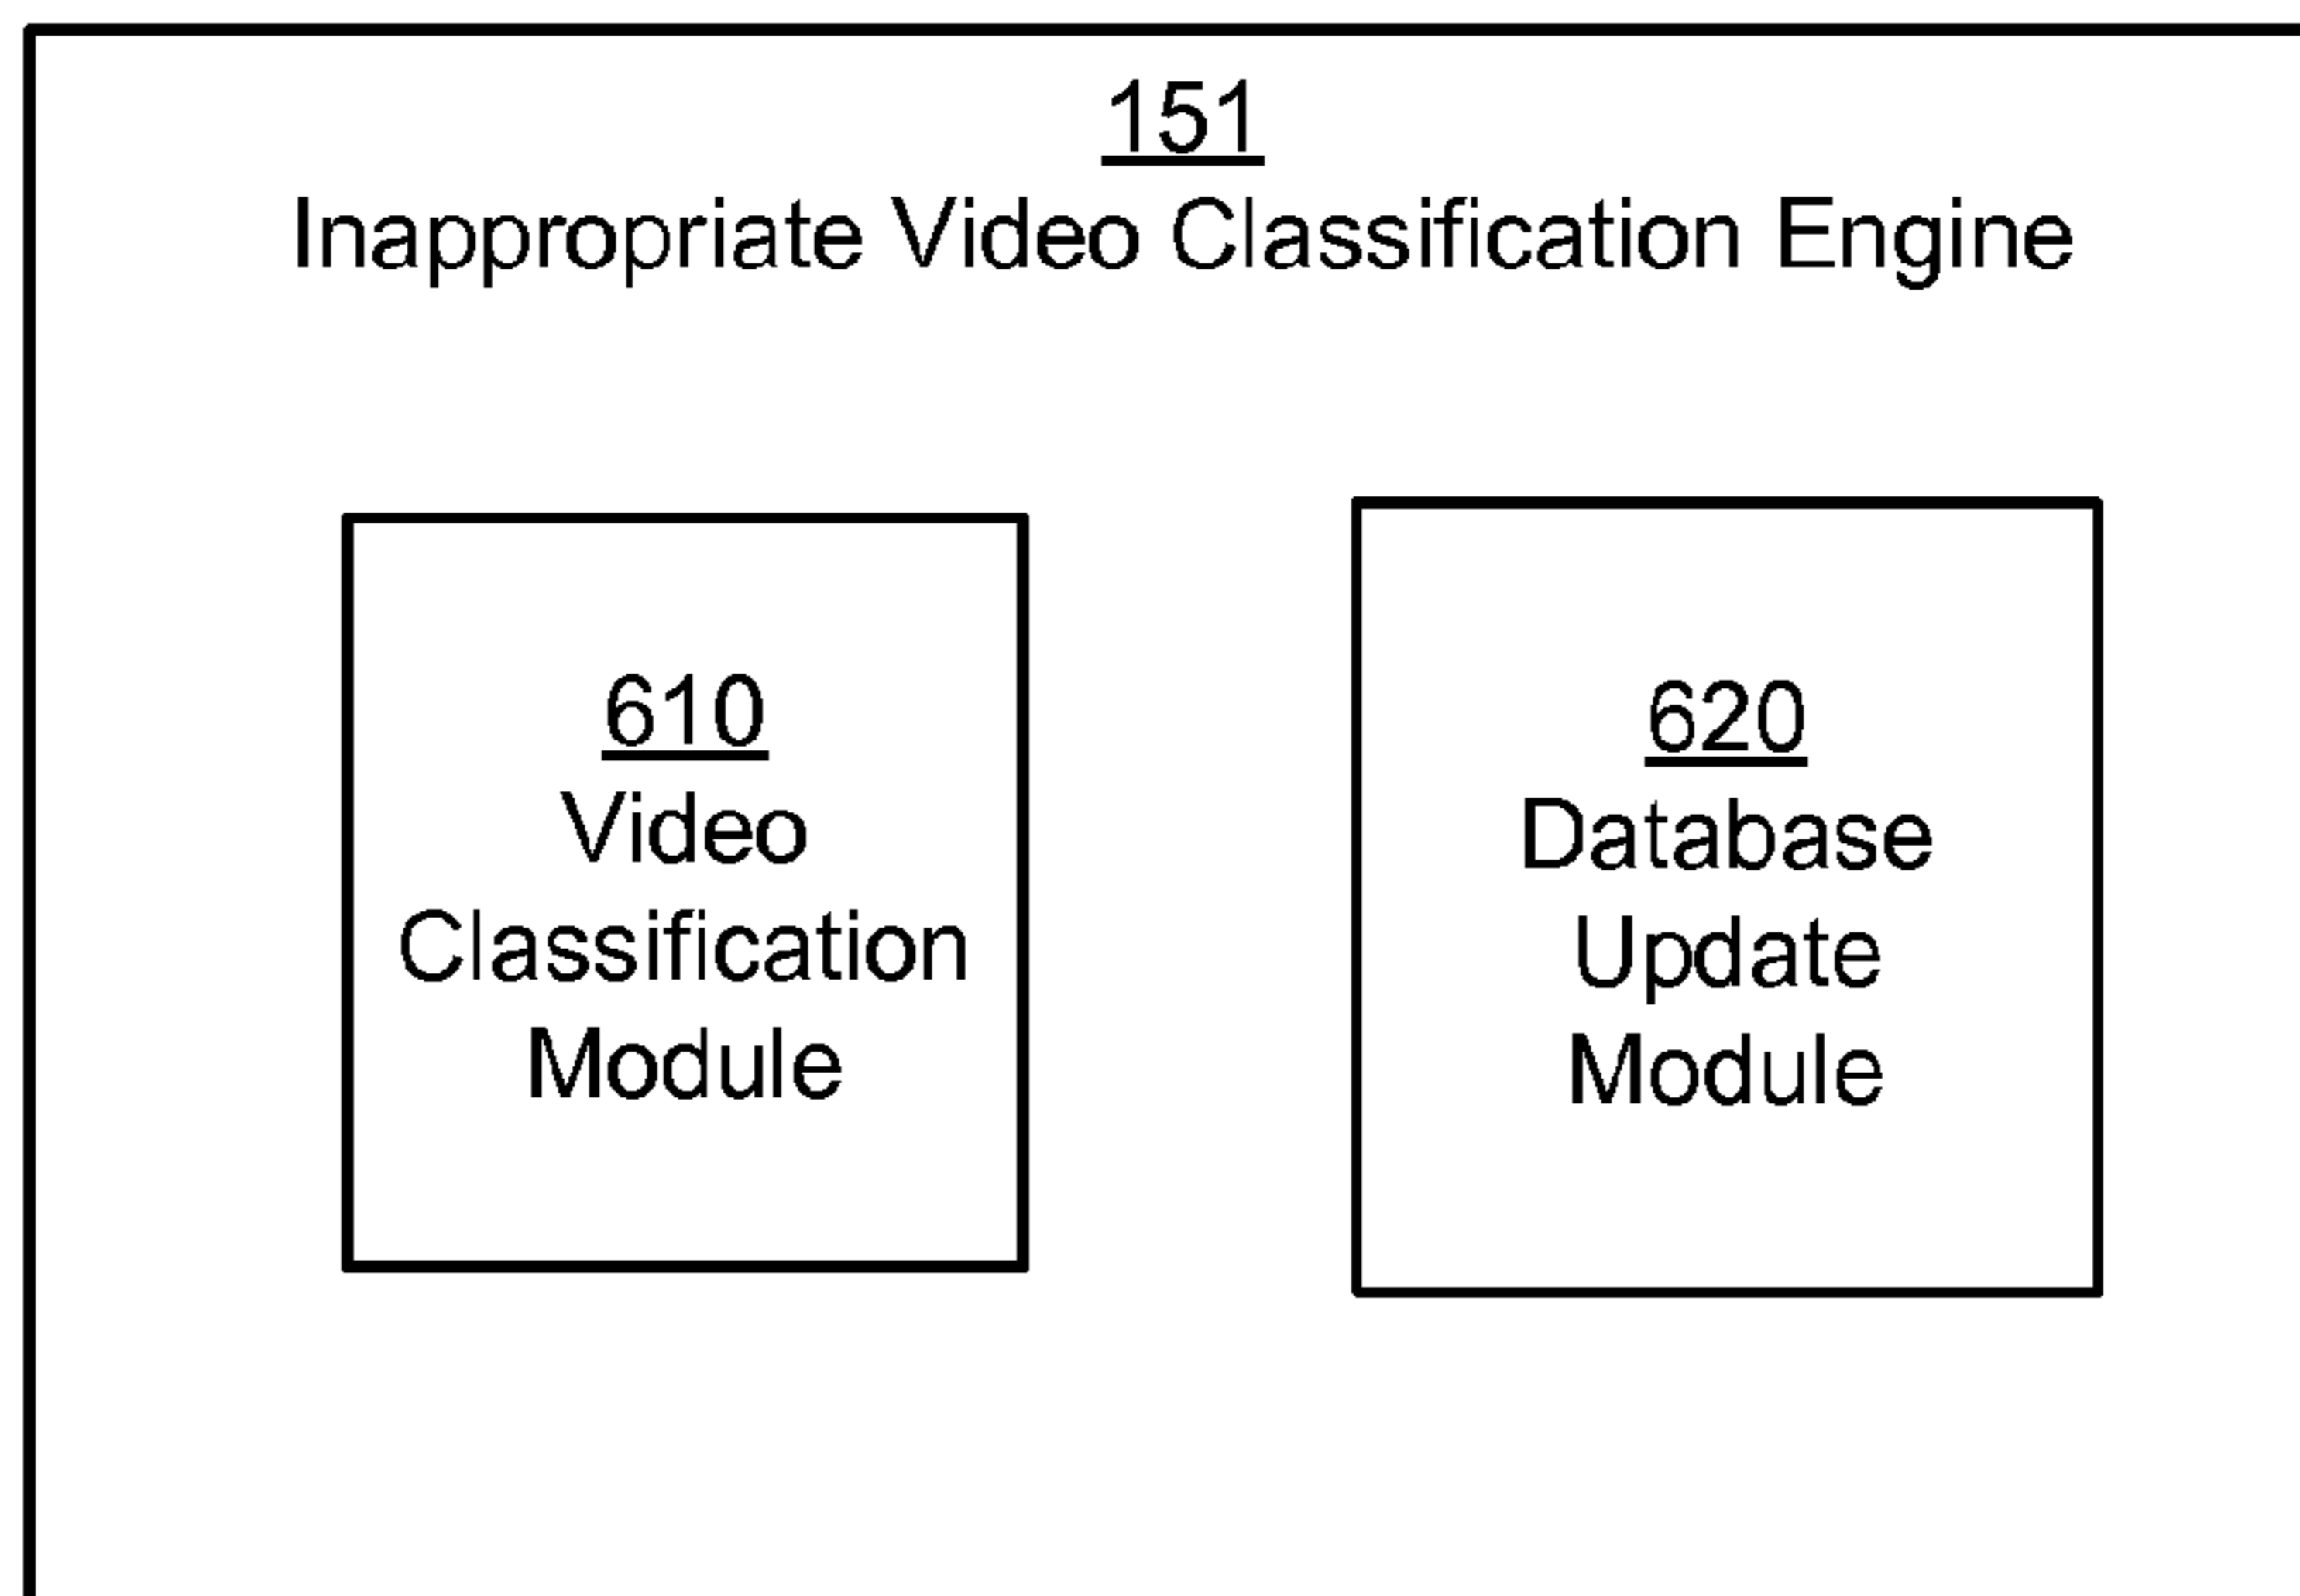 151
Inappropriate Video Classification Engine
610
Video
Classification
Module
620
Database
Update
Module